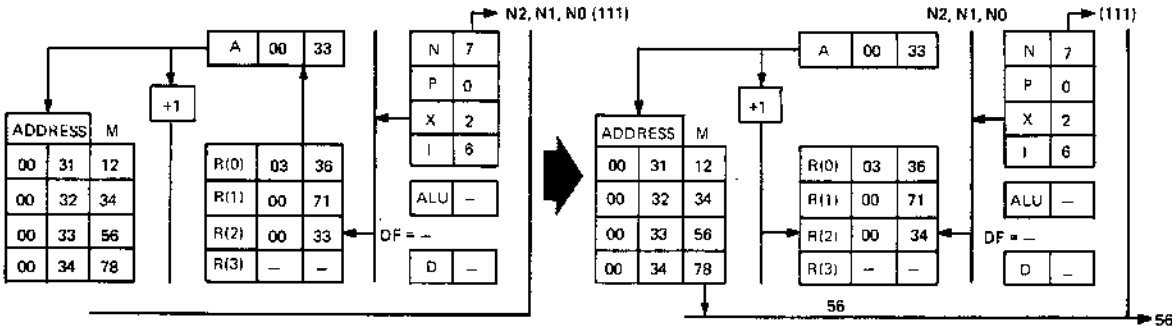 N2, N1, N0 (111)
A 00 33
N 7
P 0
X 2
I 6
+1
ADDRESS M
00 31 12
00 32 34
00 33 56
00 34 78
R(0) 03 36
R(1) 00 71
R(2) 00 33
R(3) – –
ALU –
DF = –
D –
N2, N1, N0 (111)
A 00 33
N 7
P 0
X 2
I 6
+1
ADDRESS M
00 31 12
00 32 34
00 33 56
00 34 78
R(0) 03 36
R(1) 00 71
R(2) 00 34
R(3) – –
ALU –
DF = –
D –
56
56